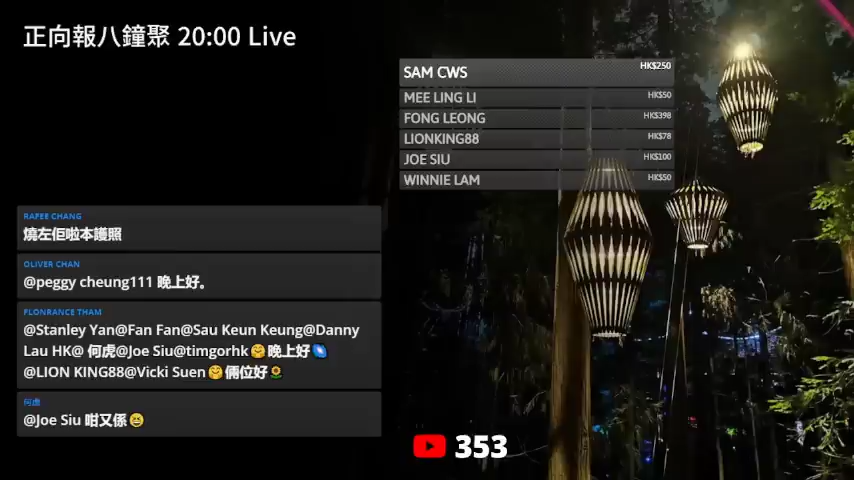 正向報八鐘聚 20:00 Live
SAM CWS HK$250
MEE LING LI HK$50
FONG LEONG HK$398
LIONKING88 HK$78
JOE SIU HK$100
WINNIE LAM HK$50
RAFEE CHANG
燒左佢啦本護照
OLIVER CHAN
@peggy cheung111 晚上好。
FLONRANCE THAM
@Stanley Yan@Fan Fan@Sau Keun Keung@Danny
Lau HK@ 何虎@Joe Siu@timgorhk🤗晚上好🌌
@LION KING88@Vicki Suen🤗倆位好🌻
何虎
@Joe Siu 咁又係😆
353